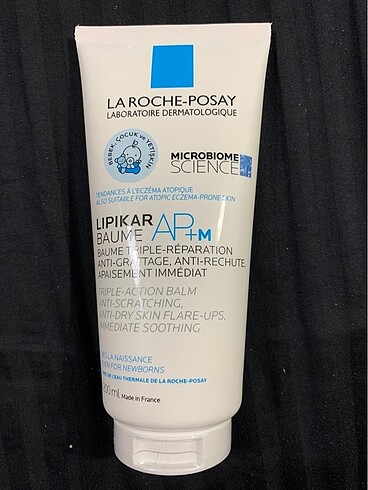 LA ROCHE-POSAY
LABORATOIRE DERMATOLOGIQUE
BEBEK, ÇOCUK ve YETİŞKİN
MICROBIOME
SCIENCE
TENDANCES À L'ECZÉMA ATOPIQUE
ALSO SUITABLE FOR ATOPIC ECZEMA-PRONE SKIN
LIPIKAR
BAUME AP+M
BAUME TRIPLE-RÉPARATION
ANTI-GRATTAGE, ANTI-RECHUTE,
APAISEMENT IMMÉDIAT
TRIPLE-ACTION BALM
ANTI-SCRATCHING,
ANTI-DRY SKIN FLARE-UPS,
IMMEDIATE SOOTHING
DÈS LA NAISSANCE
EVEN FOR NEWBORNS
DE L'EAU THERMALE DE LA ROCHE-POSAY
200 ml Made in France